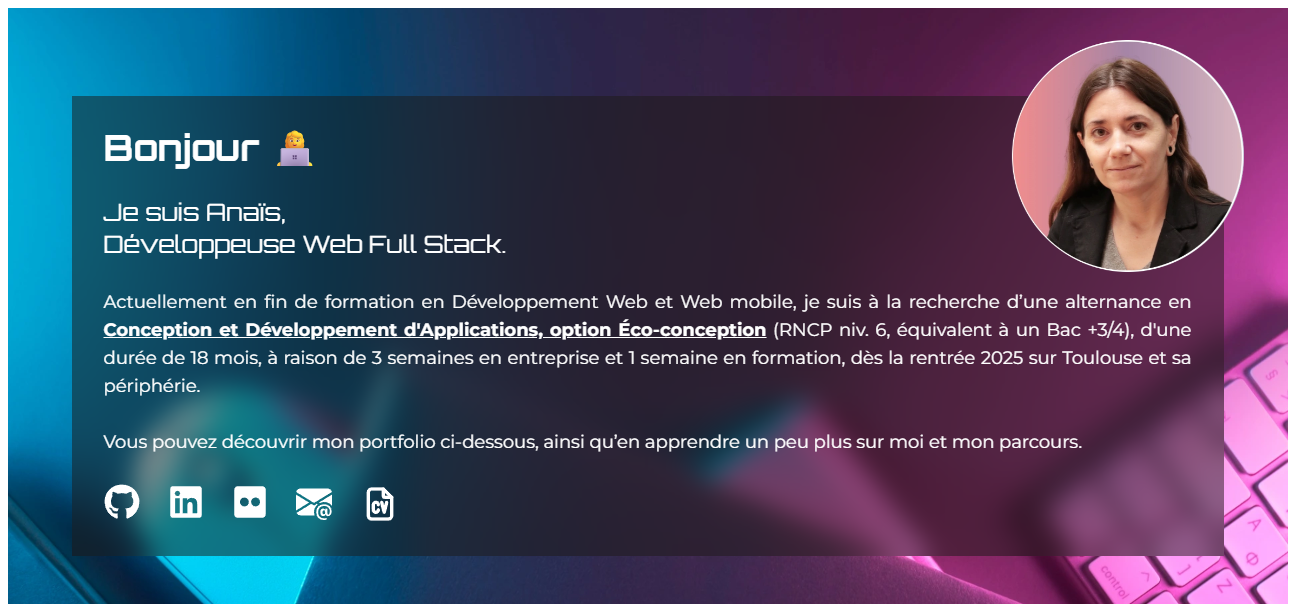 Bonjour
Je suis Anaïs,
Développeuse Web Full Stack.
Actuellement en fin de formation en Développement Web et Web mobile, je suis à la recherche d’une alternance en
Conception et Développement d'Applications, option Éco-conception (RNCP niv. 6, équivalent à un Bac +3/4), d'une
durée de 18 mois, à raison de 3 semaines en entreprise et 1 semaine en formation, dès la rentrée 2025 sur Toulouse et sa
périphérie.
Vous pouvez découvrir mon portfolio ci-dessous, ainsi qu’en apprendre un peu plus sur moi et mon parcours.
in @ CV
A
Z
control